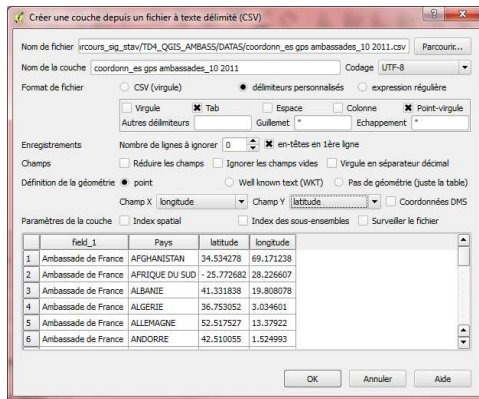 Créer une couche depuis un fichier à texte délimité (CSV)
Nom de fichier ırcours_sig_stav/TD4_QGIS_AMBASS/DATAS/coordonn_es gps ambassades_10 2011.csv Parcourir...
Nom de la couche coordonn_es gps ambassades_10 2011 Codage UTF-8
Format de fichier CSV (virgule) délimiteurs personnalisés expression régulière
Virgule Tab Espace Colonne Point-virgule
Autres délimiteurs Guillemet " Echappement "
Enregistrements Nombre de lignes à ignorer 0 en-têtes en 1ère ligne
Champs Réduire les champs Ignorer les champs vides Virgule en séparateur décimal
Définition de la géométrie point Well known text (WKT) Pas de géométrie (juste la table)
Champ X longitude Champ Y latitude Coordonnées DMS
Paramètres de la couche Index spatial Index des sous-ensembles Surveiller le fichier
field_1 Pays latitude longitude
1 Ambassade de France AFGHANISTAN 34.534278 69.171238
2 Ambassade de France AFRIQUE DU SUD - 25.772682 28.226607
3 Ambassade de France ALBANIE 41.331838 19.808078
4 Ambassade de France ALGERIE 36.753052 3.034601
5 Ambassade de France ALLEMAGNE 52.517527 13.37922
6 Ambassade de France ANDORRE 42.510055 1.524993
OK Annuler Aide